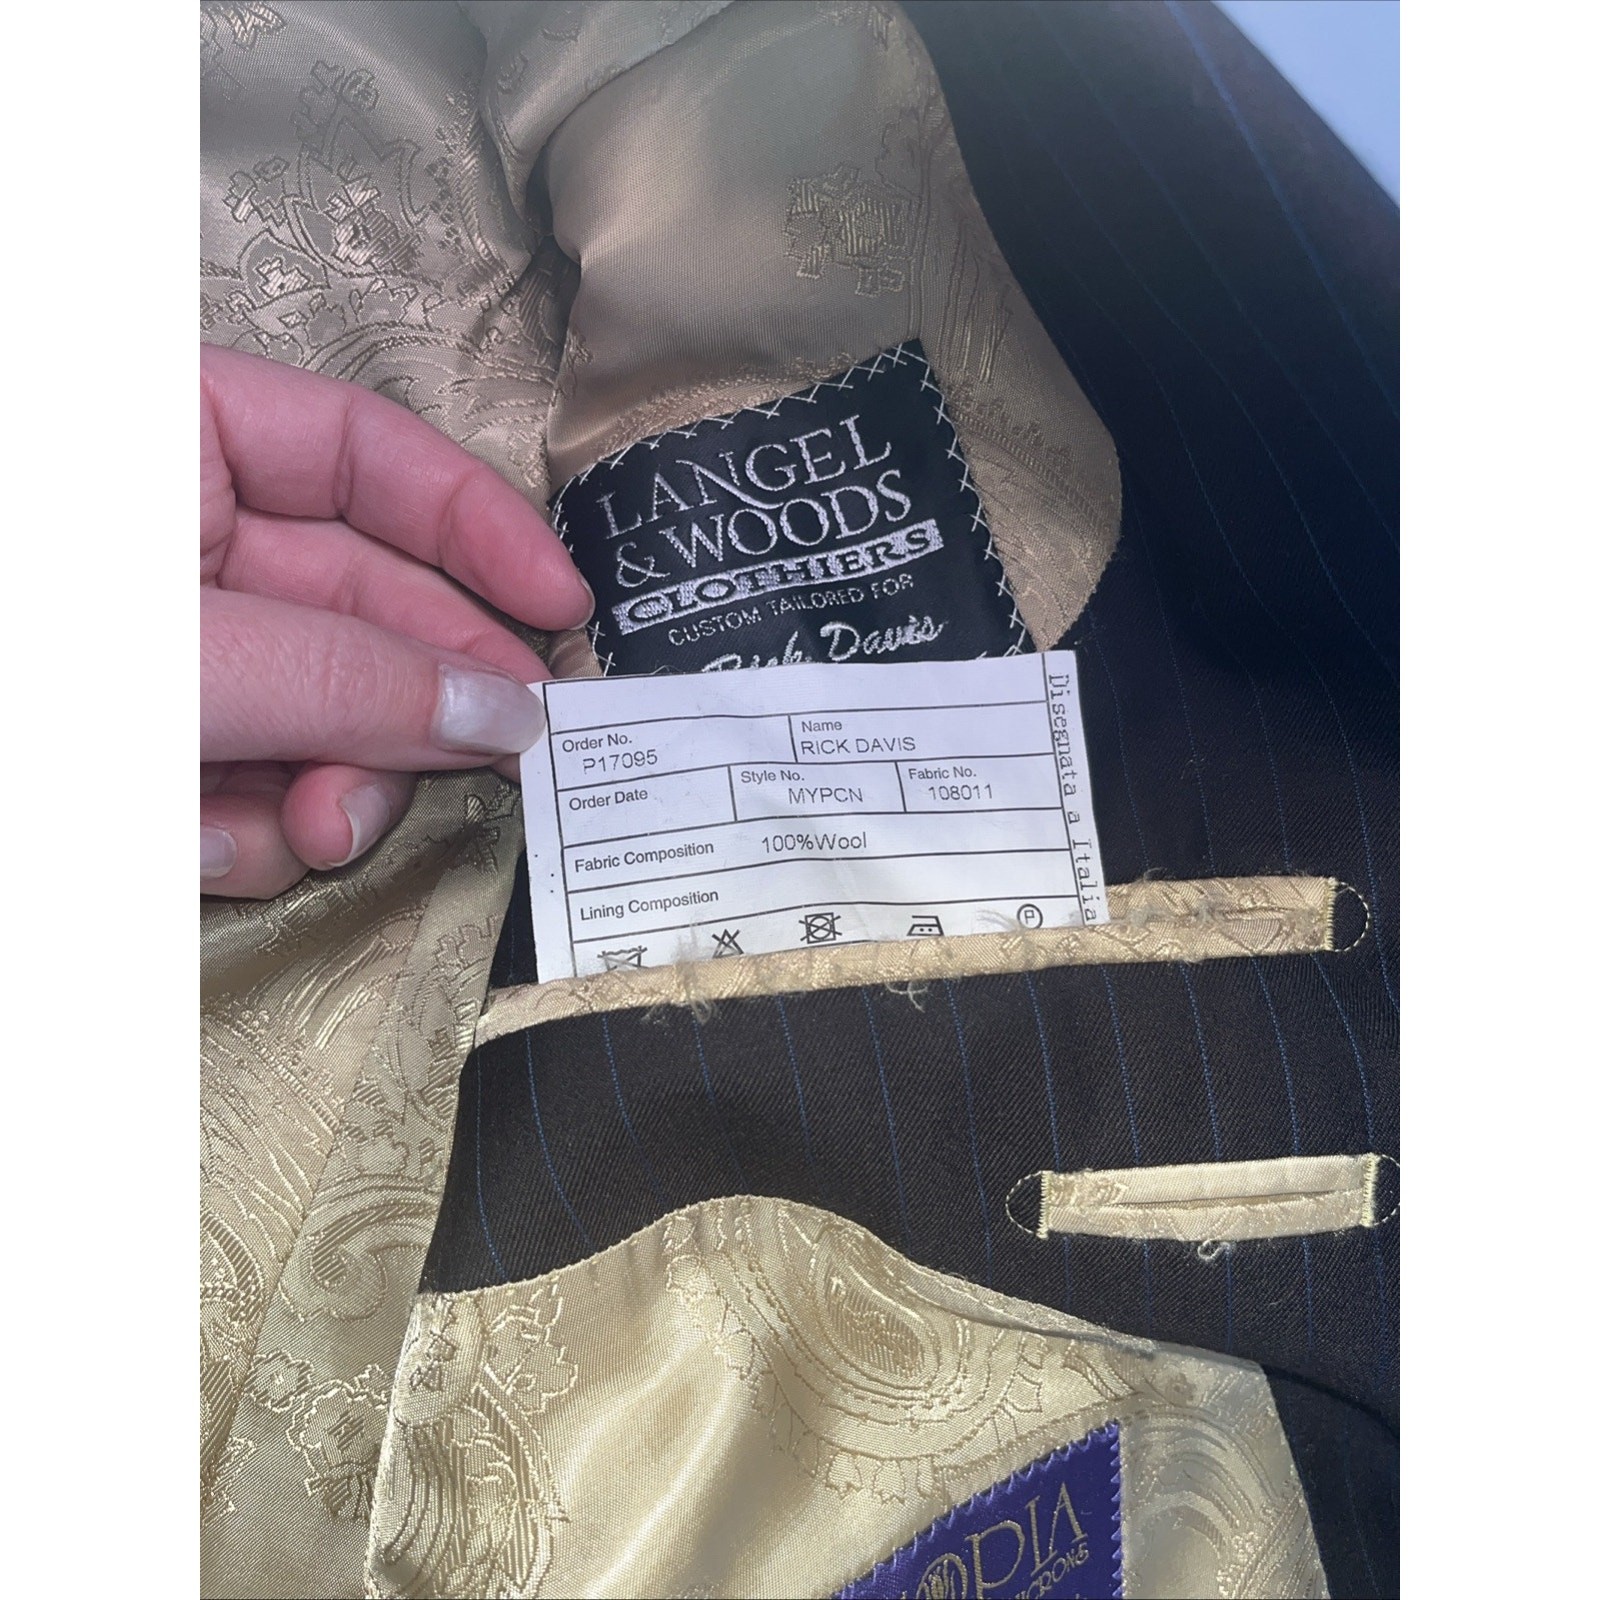 LANGEL
& WOODS
CLOTHIERS
CUSTOM TAILORED FOR
Rick Davis
Order No.
P17095
Name
RICK DAVIS
Order Date
Style No.
MYPCN
Fabric No.
108011
Fabric Composition 100%Wool
Lining Composition
P
Disegnata a Italia